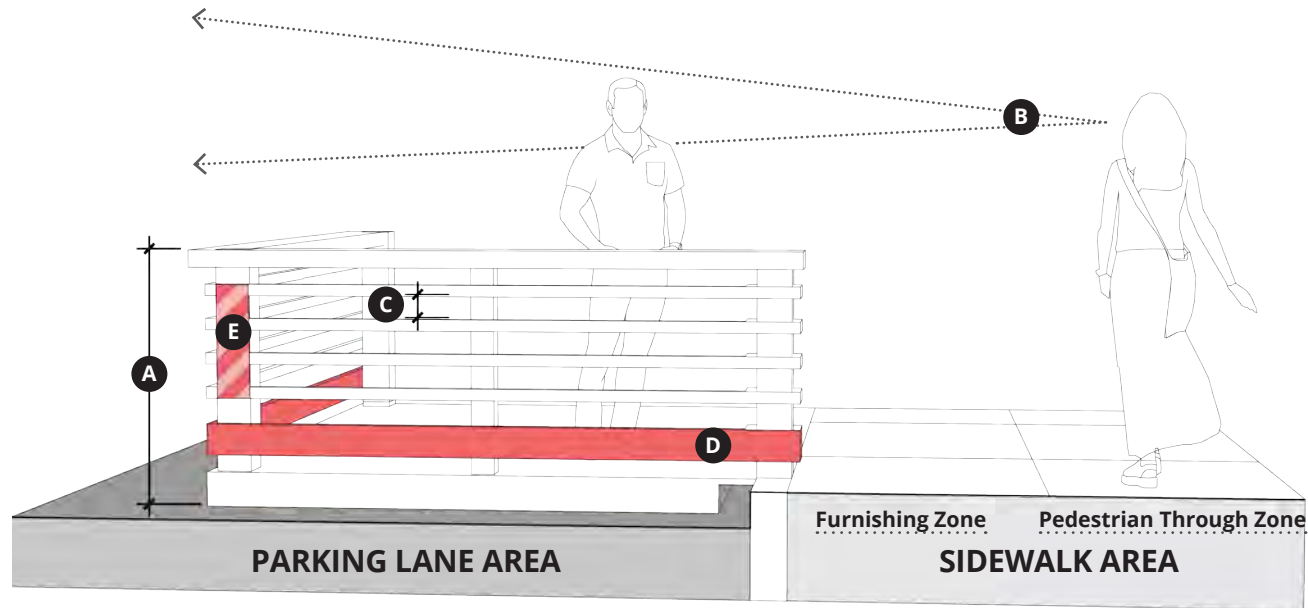 B
C
E
A
D
Furnishing Zone
Pedestrian Through Zone
PARKING LANE AREA
SIDEWALK AREA